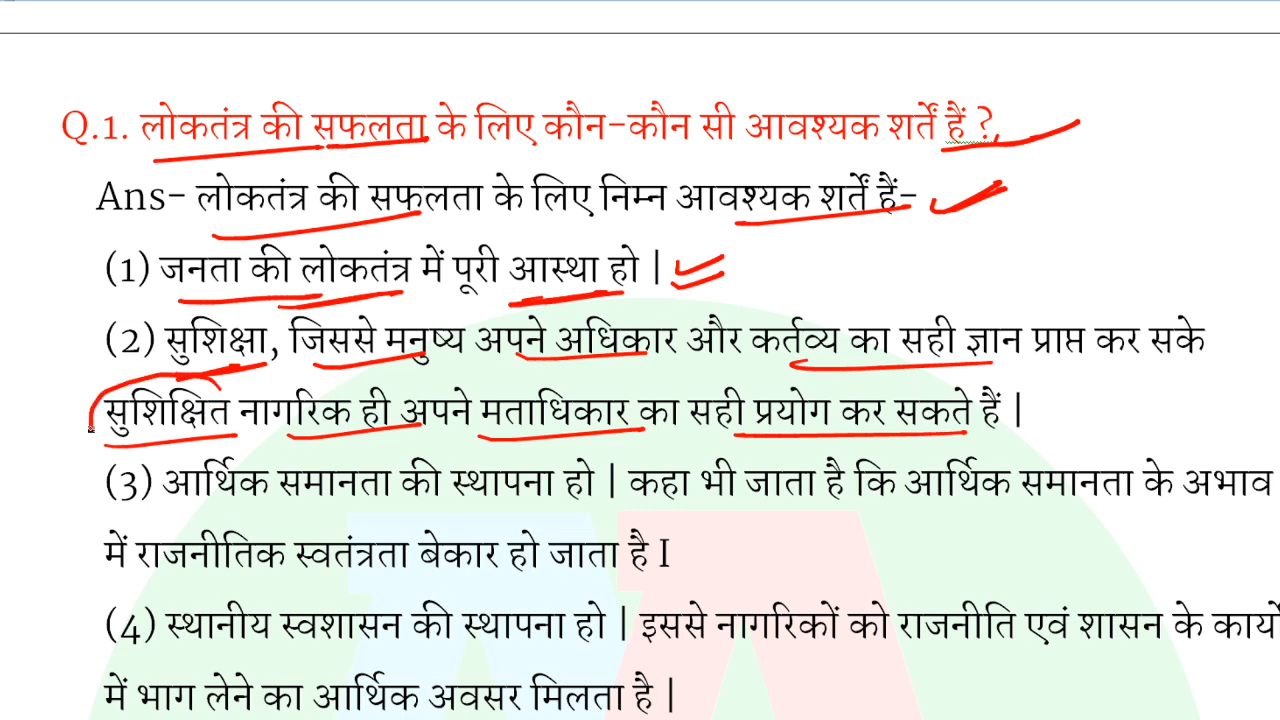 Q.1. लोकतंत्र की सफलता के लिए कौन-कौन सी आवश्यक शर्तें हैं ?
Ans- लोकतंत्र की सफलता के लिए निम्न आवश्यक शर्तें हैं-
(1) जनता की लोकतंत्र में पूरी आस्था हो |
(2) सुशिक्षा, जिससे मनुष्य अपने अधिकार और कर्तव्य का सही ज्ञान प्राप्त कर सके
सुशिक्षित नागरिक ही अपने मताधिकार का सही प्रयोग कर सकते हैं |
(3) आर्थिक समानता की स्थापना हो | कहा भी जाता है कि आर्थिक समानता के अभाव
में राजनीतिक स्वतंत्रता बेकार हो जाता है I
(4) स्थानीय स्वशासन की स्थापना हो | इससे नागरिकों को राजनीति एवं शासन के कार्यो
में भाग लेने का आर्थिक अवसर मिलता है |